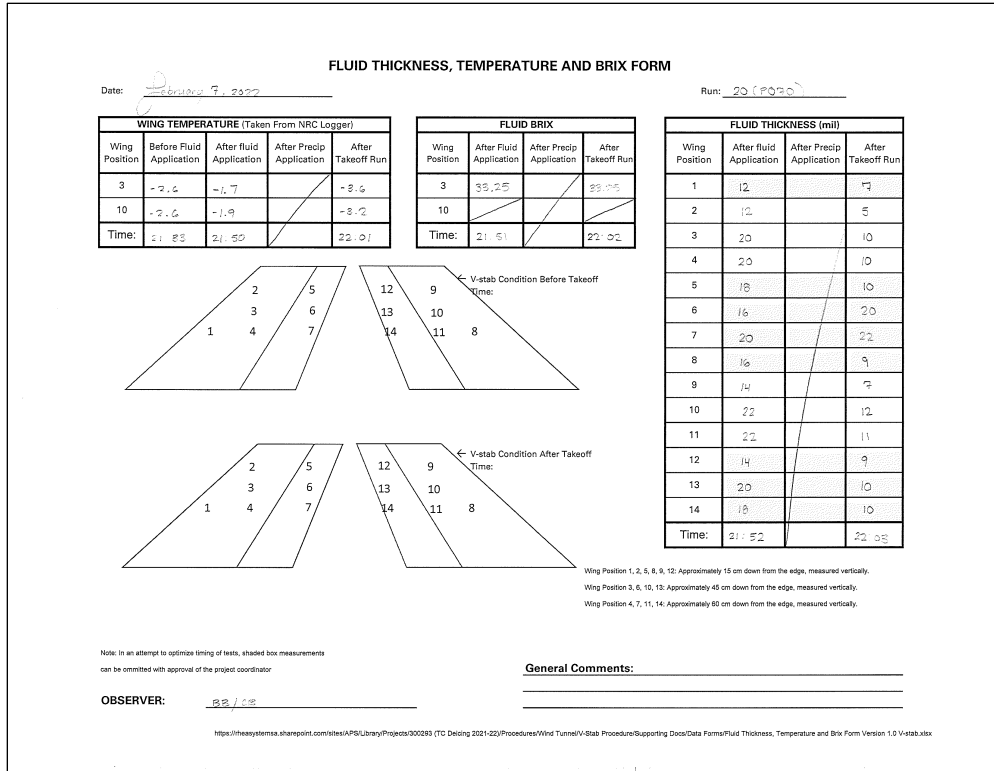 FLUID THICKNESS, TEMPERATURE AND BRIX FORM
Date: February 7, 2022
Run: 20 (P070)
WING TEMPERATURE (Taken From NRC Logger)
Wing Position Before Fluid Application After fluid Application After Precip Application After Takeoff Run
3 -2.6 -1.7 -3.6
10 -2.6 -1.9 -3.2
Time: 21:33 21:50 22:01
FLUID BRIX
Wing Position After Fluid Application After Precip Application After Takeoff Run
3 33.25
10
Time: 21:51 22:02
FLUID THICKNESS (mil)
Wing Position After fluid Application After Precip Application After Takeoff Run
1 12 7
2 12 5
3 20 10
4 20 10
5 18 10
6 16 20
7 20 22
8 16 9
9 14 7
10 22 12
11 22 11
12 14 9
13 20 10
14 18 10
Time: 21:52 22:03
← V-stab Condition Before Takeoff
Time:
2 5 12 9
3 6 13 10
1 4 7 14 11 8
← V-stab Condition After Takeoff
Time:
2 5 12 9
3 6 13 10
1 4 7 14 11 8
Wing Position 1, 2, 5, 8, 9, 12: Approximately 15 cm down from the edge, measured vertically.
Wing Position 3, 6, 10, 13: Approximately 45 cm down from the edge, measured vertically.
Wing Position 4, 7, 11, 14: Approximately 60 cm down from the edge, measured vertically.
Note: In an attempt to optimize timing of tests, shaded box measurements
can be ommitted with approval of the project coordinator
General Comments:
OBSERVER: BB/CB
https://rheasystemsa.sharepoint.com/sites/APS/Library/Projects/300293 (TC Deicing 2021-22)/Procedures/Wind Tunnel/V-Stab Procedure/Supporting Docs/Data Forms/Fluid Thickness, Temperature and Brix Form Version 1.0 V-stab.xlsx